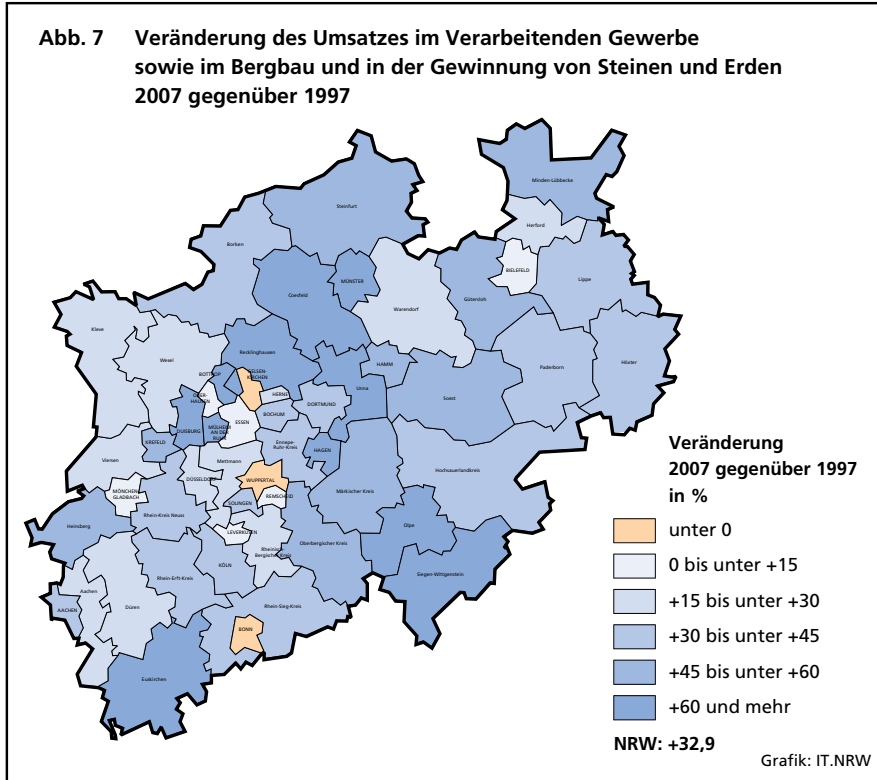 Abb. 7 Veränderung des Umsatzes im Verarbeitenden Gewerbe
sowie im Bergbau und in der Gewinnung von Steinen und Erden
2007 gegenüber 1997
Minden-Lübbecke
Steinfurt
Herford
Borken
BIELEFELD
Lippe
MÜNSTER
Coesfeld
Gütersloh
Warendorf
Kleve
Recklinghausen
Wesel
Höxter
Paderborn
HAMM
BOTTROP
GELSEN-
KIRCHEN
Unna
OBER-
HAUSEN
HERNE
Soest
DORTMUND
BOCHUM
ESSEN
DUISBURG
MÜLHEIM
AN DER
RUHR
KREFELD
Ennepe-
Ruhr-Kreis
HAGEN
Viersen
Mettmann
Hochsauerlandkreis
DÜSSELDORF
WUPPERTAL
Märkischer Kreis
MÖNCHEN-
GLADBACH
REMSCHEID
SOLINGEN
Rhein-Kreis Neuss
Heinsberg
LEVERKUSEN
Olpe
Oberbergischer Kreis
Rheinisch-
Bergischer Kreis
KÖLN
Siegen-Wittgenstein
Rhein-Erft-Kreis
Aachen
AACHEN
Düren
Rhein-Sieg-Kreis
BONN
Euskirchen
Veränderung
2007 gegenüber 1997
in %
unter 0
0 bis unter +15
+15 bis unter +30
+30 bis unter +45
+45 bis unter +60
+60 und mehr
NRW: +32,9
Grafik: IT.NRW